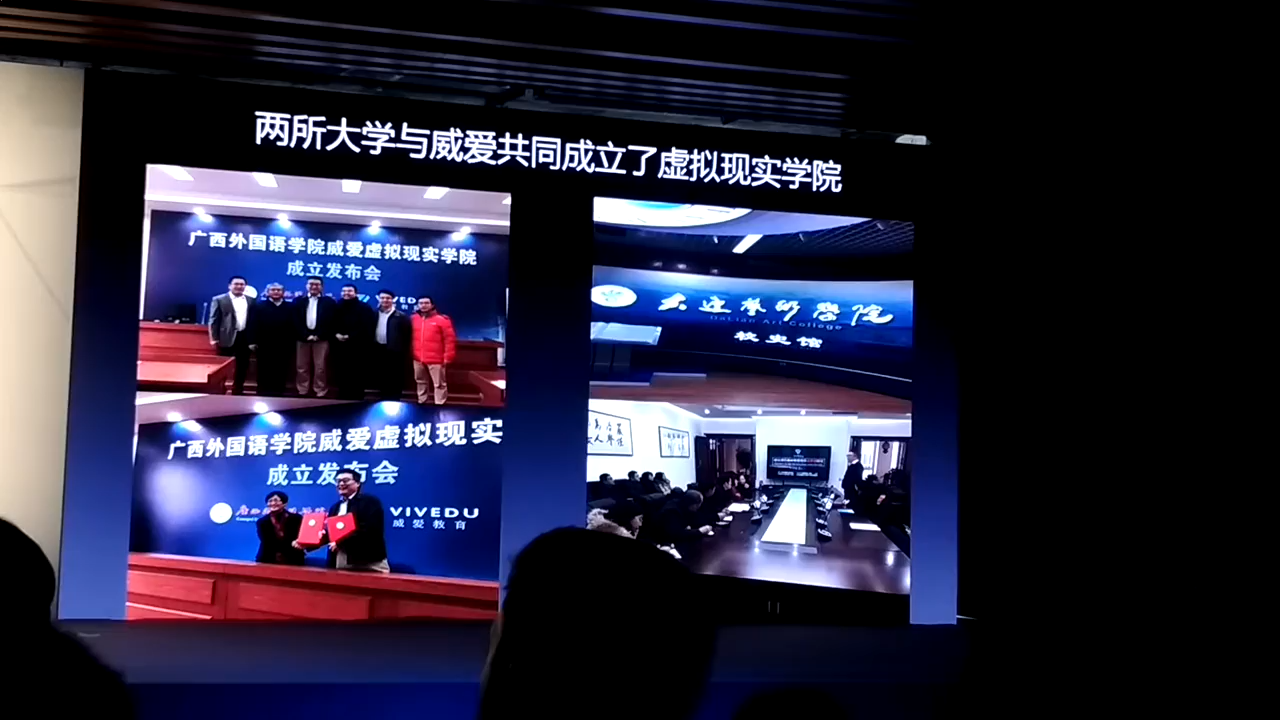 两所大学与威爱共同成立了虚拟现实学院
广西外国语学院威爱虚拟现实学院
成立发布会
广西外国语学院威爱虚拟现实
成立发布会
VIVEDU
威爱教育
大连艺术学院
DaLian Art College
校史馆